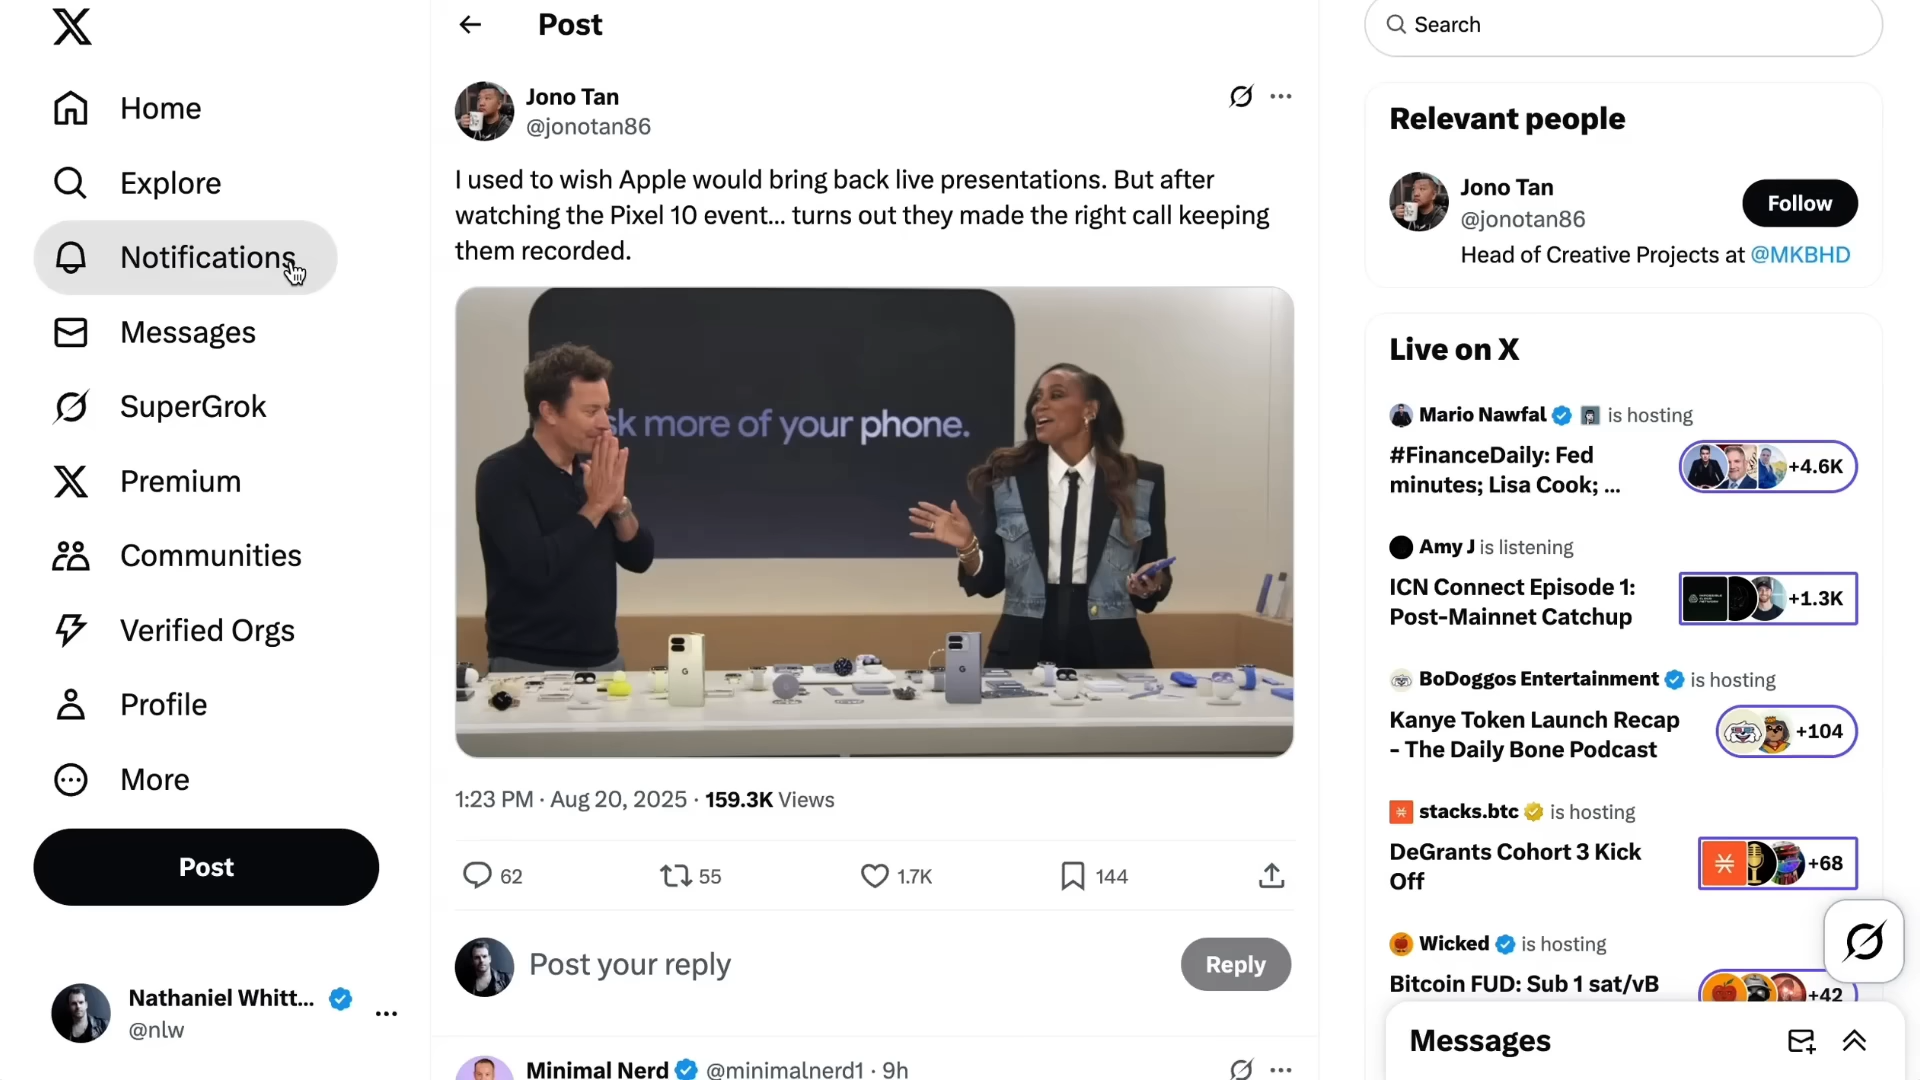 Home
Explore
Notifications
Messages
SuperGrok
Premium
Communities
Verified Orgs
Profile
More
Post
Nathaniel Whitt...
@nlw
Post
Jono Tan
@jonotan86
I used to wish Apple would bring back live presentations. But after
watching the Pixel 10 event... turns out they made the right call keeping
them recorded.
sk more of your phone.
1:23 PM · Aug 20, 2025 · 159.3K Views
62
55
1.7K
144
Post your reply
Reply
Minimal Nerd @minimalnerd1 · 9h
Search
Relevant people
Jono Tan
@jonotan86
Follow
Head of Creative Projects at @MKBHD
Live on X
Mario Nawfal is hosting
#FinanceDaily: Fed
minutes; Lisa Cook; ...
+4.6K
Amy J is listening
ICN Connect Episode 1:
Post-Mainnet Catchup
+1.3K
BoDoggos Entertainment is hosting
Kanye Token Launch Recap
- The Daily Bone Podcast
+104
stacks.btc is hosting
DeGrants Cohort 3 Kick
Off
+68
Wicked is hosting
Bitcoin FUD: Sub 1 sat/vB
+42
Messages